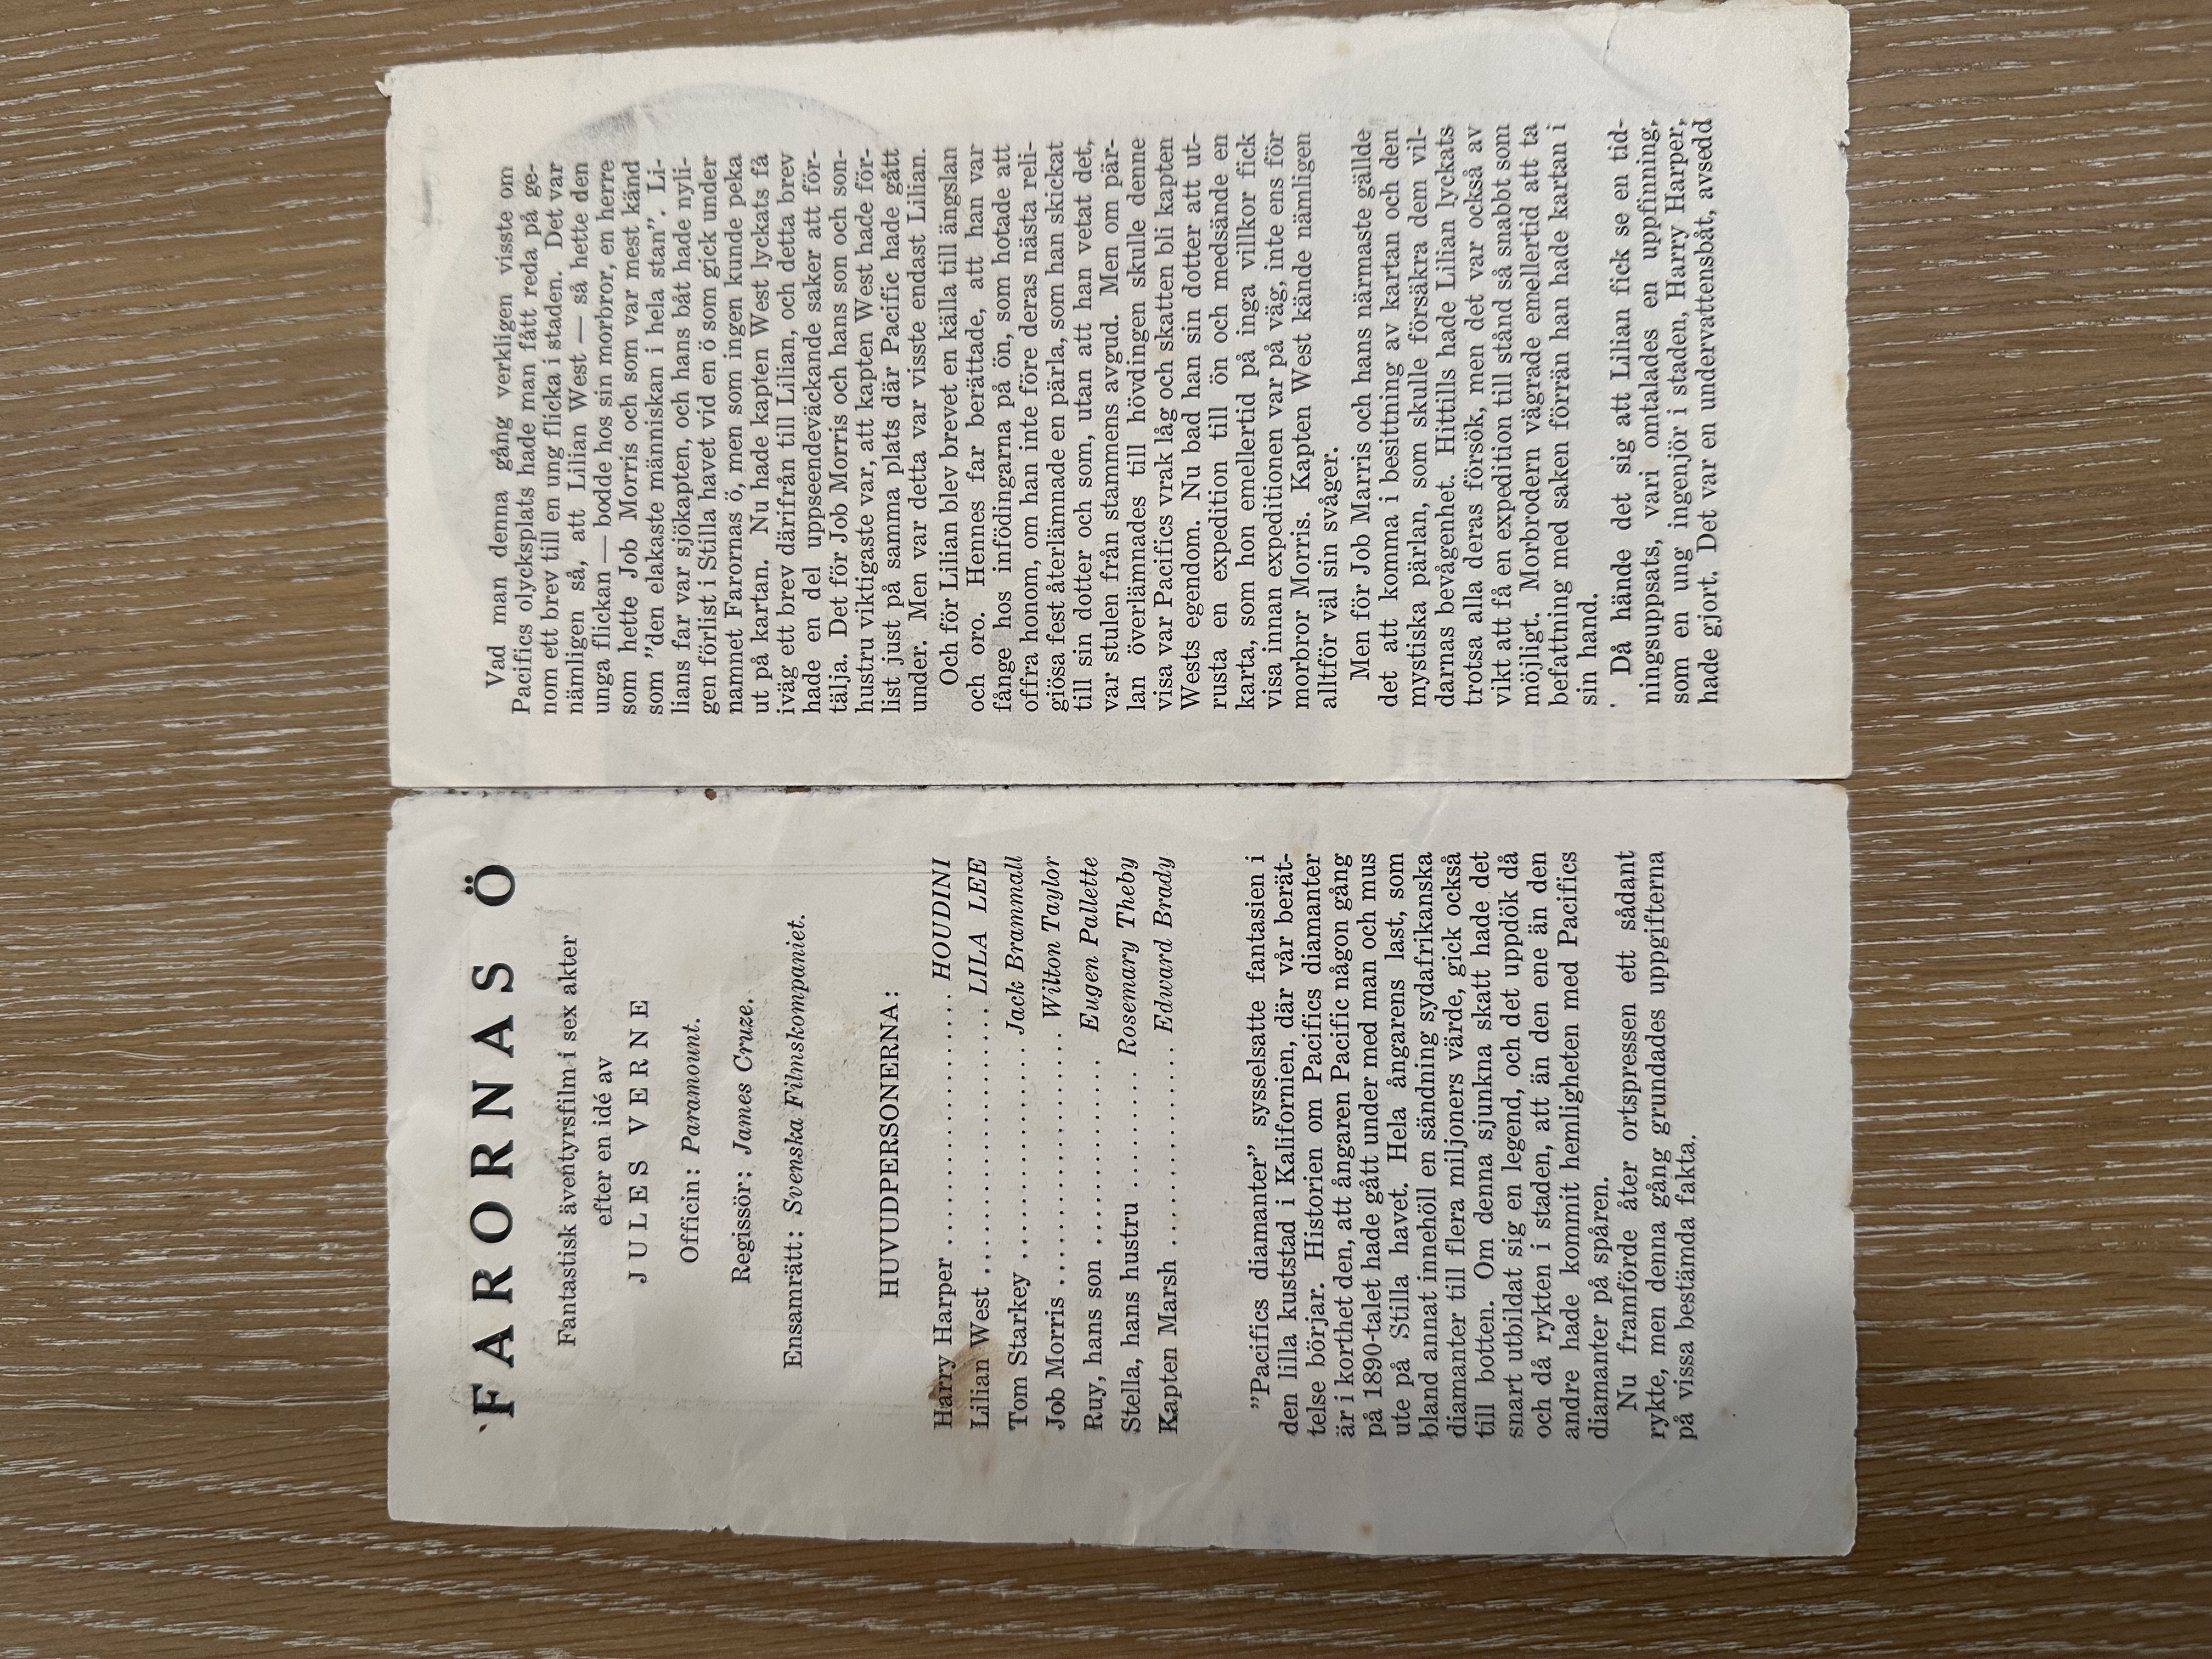 FARORNAS Ö
Fantastisk äventyrsfilm i sex akter
efter en idé av
JULES VERNE
Officin: Paramount.
Regissör: James Cruze.
Ensamrätt: Svenska Filmskompaniet.
HUVUDPERSONERNA:
Harry Harper .................... HOUDINI
Lilian West .................... LILA LEE
Tom Starkey ................ Jack Brammall
Job Morris .................. Wilton Taylor
Ruy, hans son .............. Eugen Pallette
Stella, hans hustru ........ Rosemary Theby
Kapten Marsh ............... Edward Brady
”Pacifics diamanter” sysselsatte fantasien i
den lilla kuststad i Kalifornien, där vår berät-
telse börjar. Historien om Pacifics diamanter
är i korthet den, att ångaren Pacific någon gång
på 1890-talet hade gått under med man och mus
ute på Stilla havet. Hela ångarens last, som
bland annat innehöll en sändning sydafrikanska
diamanter till flera miljoners värde, gick också
till botten. Om denna sjunkna skatt hade det
snart utbildat sig en legend, och det uppdök då
och då rykten i staden, att än den ene än den
andre hade kommit hemligheten med Pacifics
diamanter på spåren.
Nu framförde åter ortspressen ett sådant
rykte, men denna gång grundades uppgifterna
på vissa bestämda fakta.
Vad man denna gång verkligen visste om
Pacifics olycksplats hade man fått reda på ge-
nom ett brev till en ung flicka i staden. Det var
nämligen så, att Lilian West — så hette den
unga flickan — bodde hos sin morbror, en herre
som hette Job Morris och som var mest känd
som ”den elakaste människan i hela stan”. Li-
lians far var sjökapten, och hans båt hade nyli-
gen förlist i Stilla havet vid en ö som gick under
namnet Farornas ö, men som ingen kunde peka
ut på kartan. Nu hade kapten West lyckats få
iväg ett brev därifrån till Lilian, och detta brev
hade en del uppseendeväckande saker att för-
tälja. Det för Job Morris och hans son och son-
hustru viktigaste var, att kapten West hade för-
list just på samma plats där Pacific hade gått
under. Men var detta var visste endast Lilian.
Och för Lilian blev brevet en källa till ängslan
och oro. Hennes far berättade, att han var
fånge hos infödingarna på ön, som hotade att
offra honom, om han inte före deras nästa reli-
giösa fest återlämnade en pärla, som han skickat
till sin dotter och som, utan att han vetat det,
var stulen från stammens avgud. Men om pär-
lan överlämnades till hövdingen skulle denne
visa var Pacifics vrak låg och skatten bli kapten
Wests egendom. Nu bad han sin dotter att ut-
rusta en expedition till ön och medsände en
karta, som hon emellertid på inga villkor fick
visa innan expeditionen var på väg, inte ens för
morbror Morris. Kapten West kände nämligen
alltför väl sin svåger.
Men för Job Marris och hans närmaste gällde
det att komma i besittning av kartan och den
mystiska pärlan, som skulle försäkra dem vil-
darnas bevågenhet. Hittills hade Lilian lyckats
trotsa alla deras försök, men det var också av
vikt att få en expedition till stånd så snabbt som
möjligt. Morbrodern vägrade emellertid att ta
befattning med saken förrän han hade kartan i
sin hand.
Då hände det sig att Lilian fick se en tid-
ningsuppsats, vari omtalades en uppfinning,
som en ung ingenjör i staden, Harry Harper,
hade gjort. Det var en undervattensbåt, avsedd